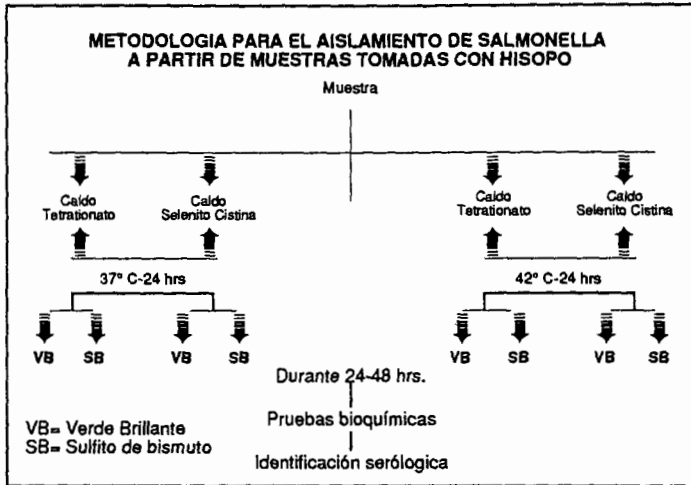 METODOLOGIA PARA EL AISLAMIENTO DE SALMONELLA
A PARTIR DE MUESTRAS TOMADAS CON HISOPO
Muestra
Caldo
Tetrationato
Caldo
Selenito Cistina
Caldo
Tetrationato
Caldo
Selenito Cistina
37° C-24 hrs
42° C-24 hrs
VB SB VB SB VB SB VB SB
Durante 24-48 hrs.
Pruebas bioquímicas
VB= Verde Brillante
SB= Sulfito de bismuto
Identificación serólogica